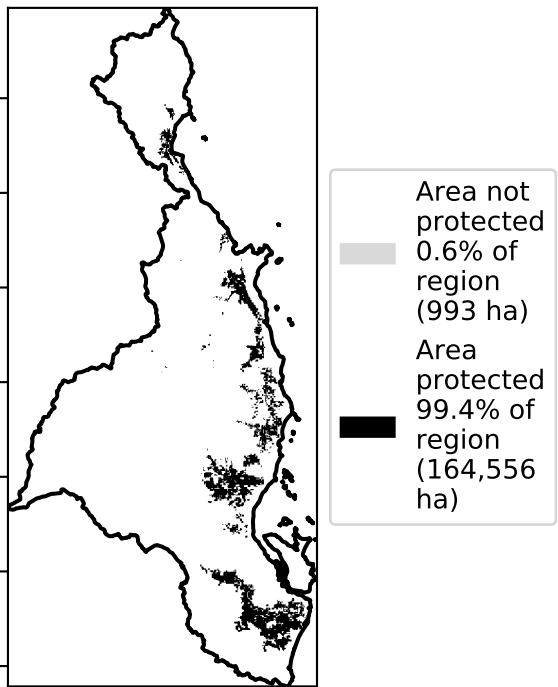 Area not
protected
0.6% of
region
(993 ha)
Area
protected
99.4% of
region
(164,556
ha)